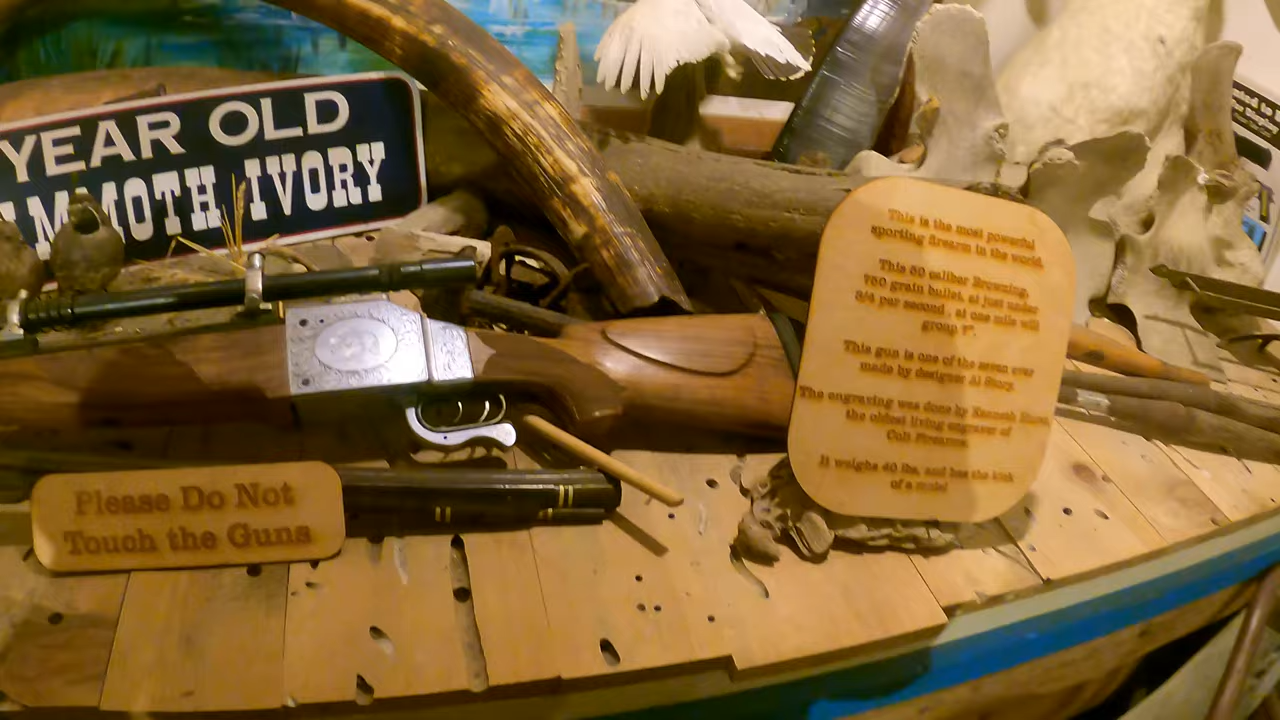 YEAR OLD
MMOTH IVORY
This is the most powerful
sporting firearm in the world.
This 50 caliber Browning,
750 grain bullet, at just under
3/4 per second, at one mile will
group 7".
This gun is one of the seven ever
made by designer Al Story.
The engraving was done by Kenneth
the oldest living engraver of
Colt Firearms.
It weighs 40 lbs, and has the kick
of a mule!
Please Do Not
Touch the Guns